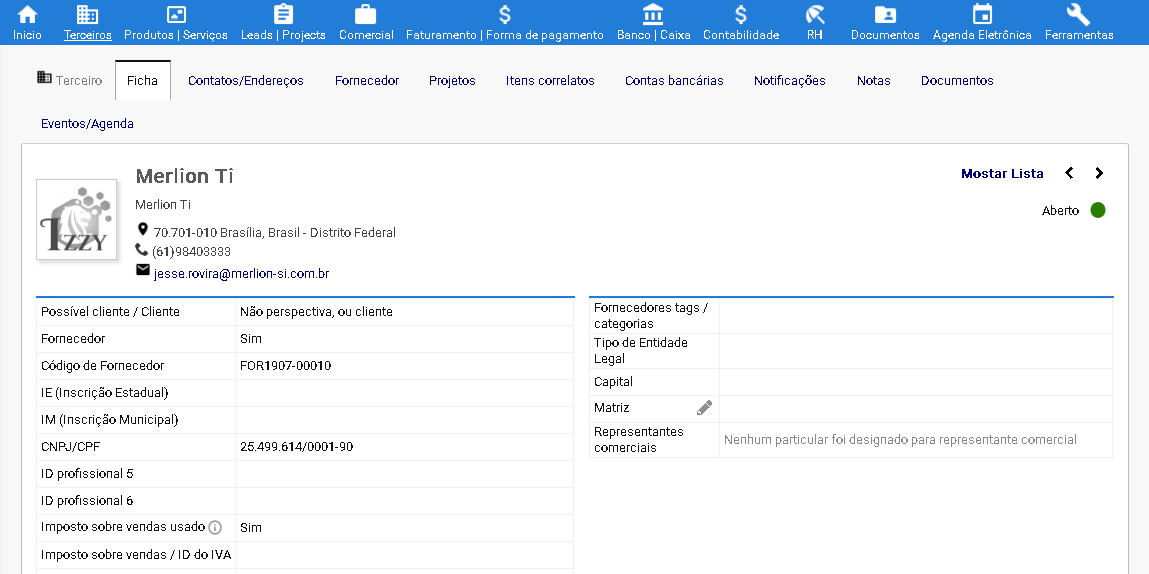 Inicio Terceiros Produtos | Serviços Leads | Projects Comercial Faturamento | Forma de pagamento Banco | Caixa Contabilidade RH Documentos Agenda Eletrônica Ferramentas
Terceiro Ficha Contatos/Endereços Fornecedor Projetos Itens correlatos Contas bancárias Notificações Notas Documentos
Eventos/Agenda
Merlion Ti
Mostar Lista
Merlion Ti
Aberto
70.701-010 Brasília, Brasil - Distrito Federal
(61)98403333
jesse.rovira@merlion-si.com.br
IZZY
Possível cliente / Cliente Não perspectiva, ou cliente
Fornecedor Sim
Código de Fornecedor FOR1907-00010
IE (Inscrição Estadual)
IM (Inscrição Municipal)
CNPJ/CPF 25.499.614/0001-90
ID profissional 5
ID profissional 6
Imposto sobre vendas usado Sim
Imposto sobre vendas / ID do IVA
Fornecedores tags /
categorias
Tipo de Entidade
Legal
Capital
Matriz
Representantes
comerciais
Nenhum particular foi designado para representante comercial